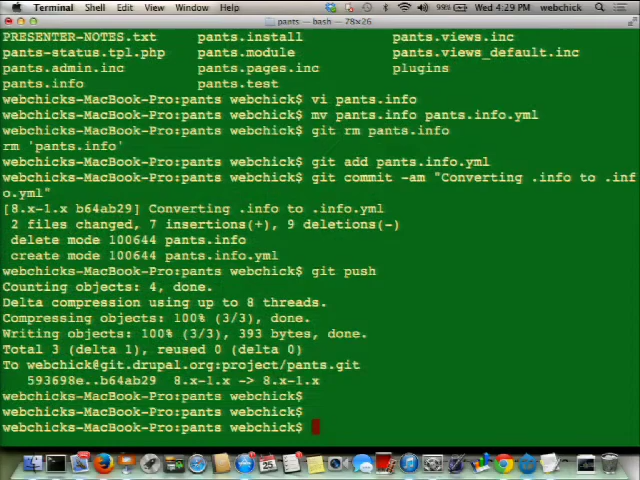 Terminal Shell Edit View Window Help 99% Wed 4:29 PM webchick
pants — bash — 78×26
PRESENTER-NOTES.txt pants.install pants.views.inc
pants-status.tpl.php pants.module pants.views_default.inc
pants.admin.inc pants.pages.inc plugins
pants.info pants.test
webchicks-MacBook-Pro:pants webchick$ vi pants.info
webchicks-MacBook-Pro:pants webchick$ mv pants.info pants.info.yml
webchicks-MacBook-Pro:pants webchick$ git rm pants.info
rm 'pants.info'
webchicks-MacBook-Pro:pants webchick$ git add pants.info.yml
webchicks-MacBook-Pro:pants webchick$ git commit -am "Converting .info to .inf
o.yml"
[8.x-1.x b64ab29] Converting .info to .info.yml
2 files changed, 7 insertions(+), 9 deletions(-)
delete mode 100644 pants.info
create mode 100644 pants.info.yml
webchicks-MacBook-Pro:pants webchick$ git push
Counting objects: 4, done.
Delta compression using up to 8 threads.
Compressing objects: 100% (3/3), done.
Writing objects: 100% (3/3), 393 bytes, done.
Total 3 (delta 1), reused 0 (delta 0)
To webchick@git.drupal.org:project/pants.git
593698e..b64ab29 8.x-1.x -> 8.x-1.x
webchicks-MacBook-Pro:pants webchick$
webchicks-MacBook-Pro:pants webchick$
webchicks-MacBook-Pro:pants webchick$
25